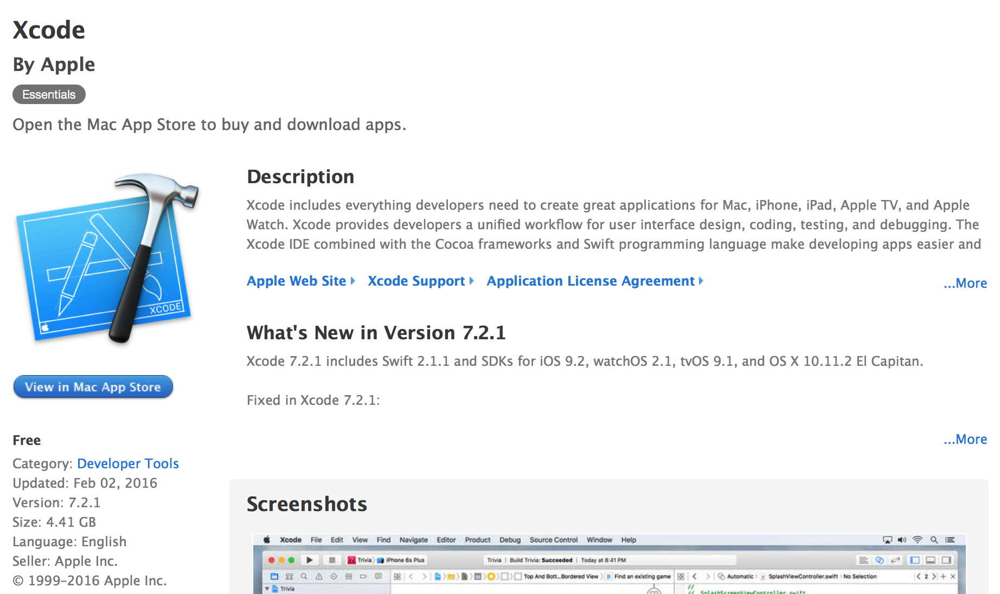 Xcode
By Apple
Essentials
Open the Mac App Store to buy and download apps.
XCODE
View in Mac App Store
Free
Category: Developer Tools
Updated: Feb 02, 2016
Version: 7.2.1
Size: 4.41 GB
Language: English
Seller: Apple Inc.
© 1999–2016 Apple Inc.
Description
Xcode includes everything developers need to create great applications for Mac, iPhone, iPad, Apple TV, and Apple
Watch. Xcode provides developers a unified workflow for user interface design, coding, testing, and debugging. The
Xcode IDE combined with the Cocoa frameworks and Swift programming language make developing apps easier and
Apple Web Site Xcode Support Application License Agreement ...More
What's New in Version 7.2.1
Xcode 7.2.1 includes Swift 2.1.1 and SDKs for iOS 9.2, watchOS 2.1, tvOS 9.1, and OS X 10.11.2 El Capitan.
Fixed in Xcode 7.2.1:
...More
Screenshots
Xcode File Edit View Find Navigate Editor Product Debug Source Control Window Help
Trivia iPhone 6s Plus Trivia | Build Trivia: Succeeded | Today at 8:41 PM
Top And Bott...Bordered View B Find an existing game Automatic SplashViewController.swift No Selection 2
Trivia
//
// SplashScreenViewController.swift